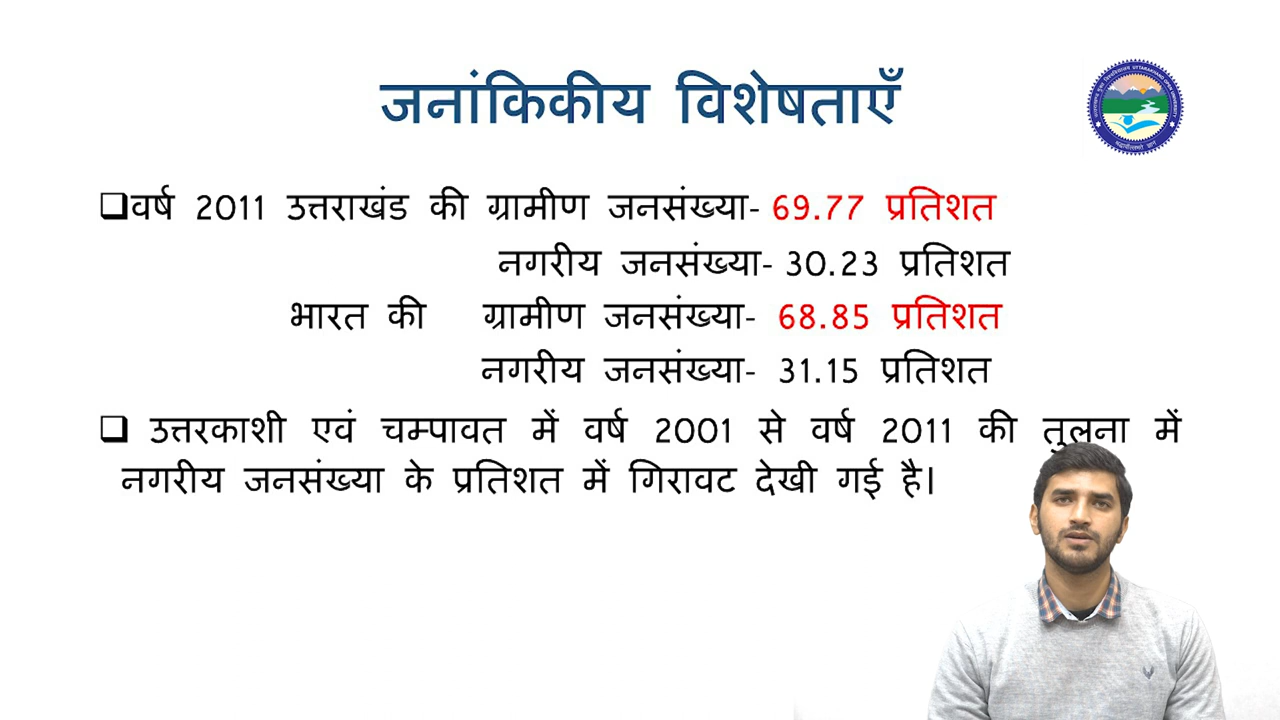 जनांकिकीय विशेषताएँ
❑वर्ष 2011 उत्तराखंड की ग्रामीण जनसंख्या- 69.77 प्रतिशत
नगरीय जनसंख्या- 30.23 प्रतिशत
भारत की ग्रामीण जनसंख्या- 68.85 प्रतिशत
नगरीय जनसंख्या- 31.15 प्रतिशत
❑ उत्तरकाशी एवं चम्पावत में वर्ष 2001 से वर्ष 2011 की तुलना में
नगरीय जनसंख्या के प्रतिशत में गिरावट देखी गई है।